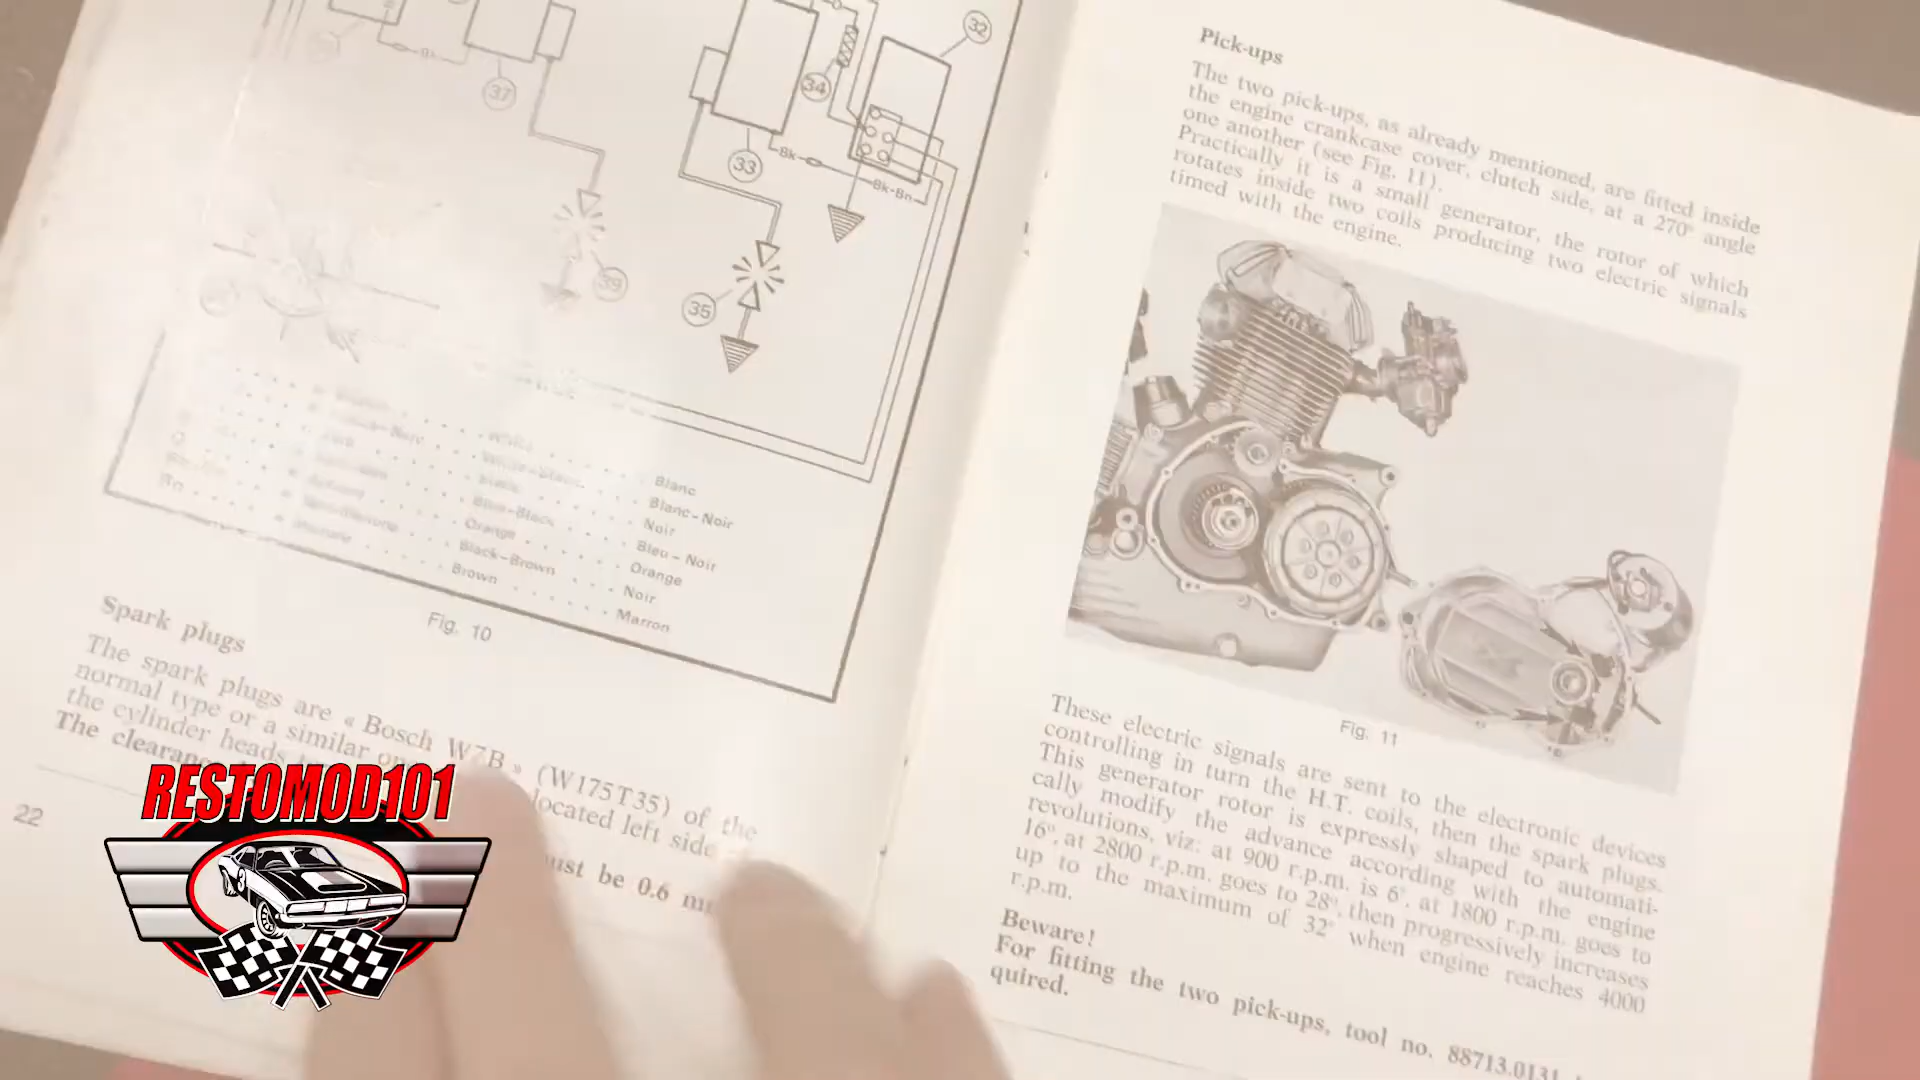 32
37
34
33
Bk
Bk-Bn
39
35
Blanc
White-Black Blanc-Noir
Black Noir
Blue-Black Bleu-Noir
Orange Orange
Black-Brown Noir
Bn Brown Marron
Fig. 10
Spark plugs
The spark plugs are « Bosch W7B » (W175T35) of the
normal type or a similar one located left side
the cylinder heads
The clearance must be 0.6 mm
22
RESTOMOD101
Pick-ups
The two pick-ups, as already mentioned, are fitted inside
the engine crankcase cover, clutch side, at a 270° angle
one another (see Fig. 11).
Practically it is a small generator, the rotor of which
rotates inside two coils producing two electric signals
timed with the engine.
Fig. 11
These electric signals are sent to the electronic devices
controlling in turn the H.T. coils, then the spark plugs.
This generator rotor is expressly shaped to automati-
cally modify the advance according with the engine
revolutions, viz: at 900 r.p.m. is 6°, at 1800 r.p.m. goes to
16°, at 2800 r.p.m. goes to 28°, then progressively increases
up to the maximum of 32° when engine reaches 4000
r.p.m.
Beware!
For fitting the two pick-ups, tool no. 88713.0131
quired.